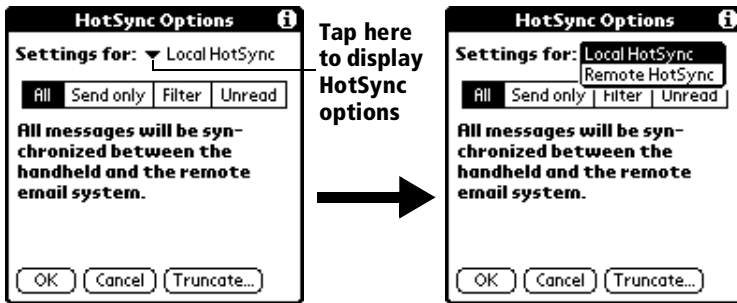 HotSync Options i
Settings for: Local HotSync
All Send only Filter Unread
All messages will be syn-
chronized between the
handheld and the remote
email system.
OK Cancel Truncate...
Tap here
to display
HotSync
options
HotSync Options i
Settings for: Local HotSync
Remote HotSync
All Send only Filter Unread
All messages will be syn-
chronized between the
handheld and the remote
email system.
OK Cancel Truncate...